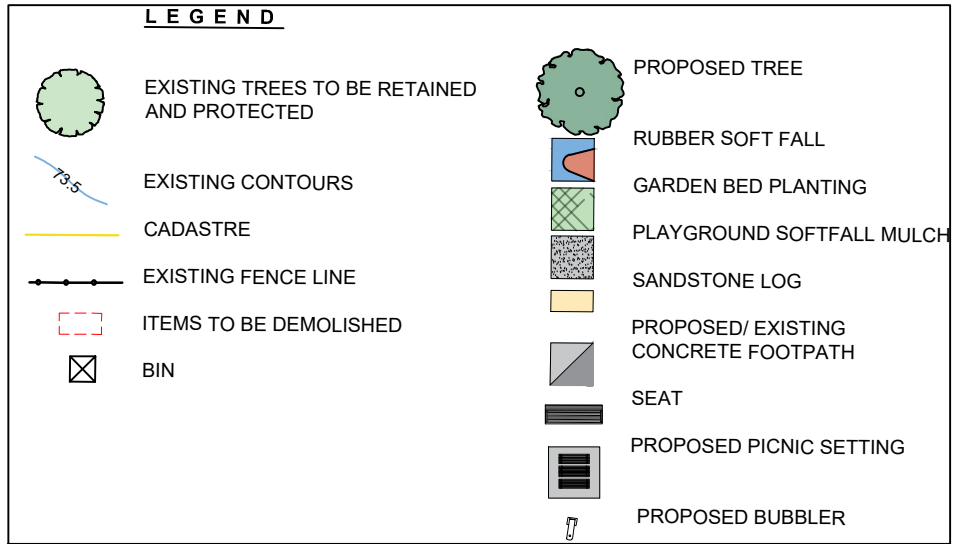 LEGEND
EXISTING TREES TO BE RETAINED
AND PROTECTED
73.5
EXISTING CONTOURS
CADASTRE
EXISTING FENCE LINE
ITEMS TO BE DEMOLISHED
BIN
PROPOSED TREE
RUBBER SOFT FALL
GARDEN BED PLANTING
PLAYGROUND SOFTFALL MULCH
SANDSTONE LOG
PROPOSED/ EXISTING
CONCRETE FOOTPATH
SEAT
PROPOSED PICNIC SETTING
PROPOSED BUBBLER